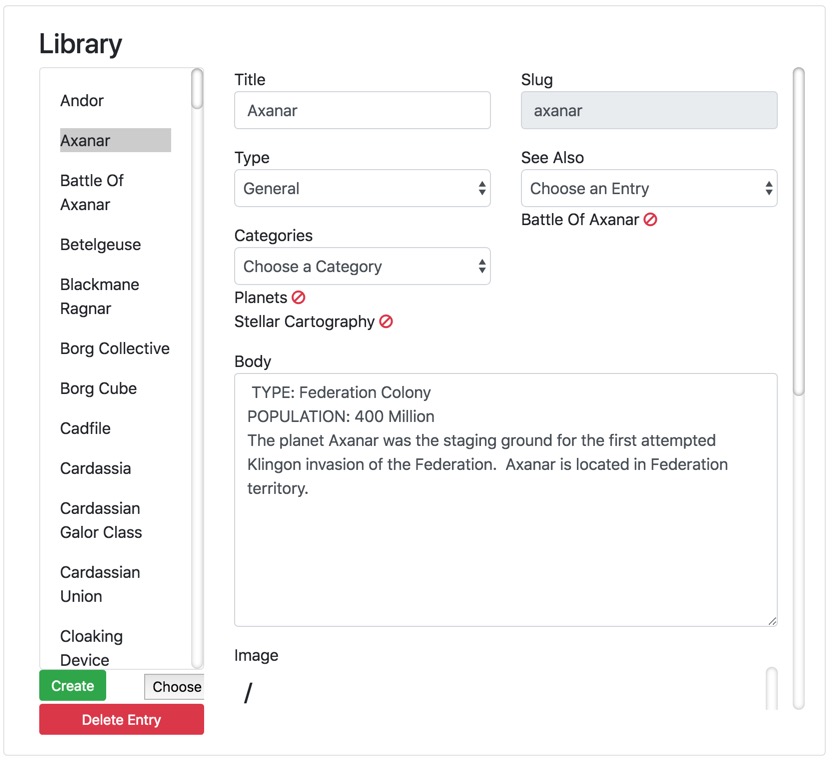 Library
Andor
Axanar
Battle Of
Axanar
Betelgeuse
Blackmane
Ragnar
Borg Collective
Borg Cube
Cadfile
Cardassia
Cardassian
Galor Class
Cardassian
Union
Cloaking
Device
Create
Choose
Delete Entry
Title
Axanar
Slug
axanar
Type
General
See Also
Choose an Entry
Battle Of Axanar
Categories
Choose a Category
Planets
Stellar Cartography
Body
TYPE: Federation Colony
POPULATION: 400 Million
The planet Axanar was the staging ground for the first attempted
Klingon invasion of the Federation.  Axanar is located in Federation
territory.
Image
/